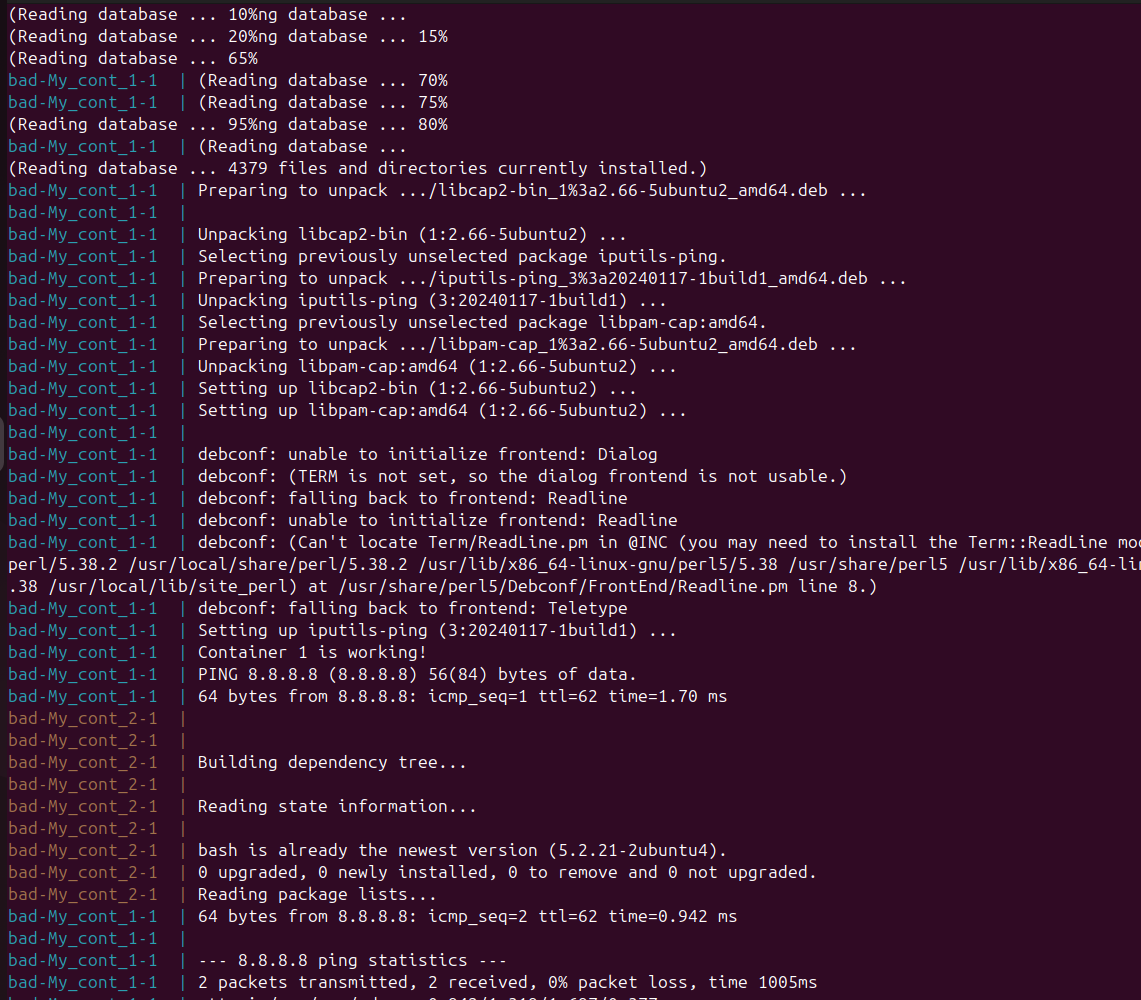 (Reading database ... 10%ng database ...
(Reading database ... 20%ng database ... 15%
(Reading database ... 65%
bad-My_cont_1-1  | (Reading database ... 70%
bad-My_cont_1-1  | (Reading database ... 75%
(Reading database ... 95%ng database ... 80%
bad-My_cont_1-1  | (Reading database ...
(Reading database ... 4379 files and directories currently installed.)
bad-My_cont_1-1  | Preparing to unpack .../libcap2-bin_1%3a2.66-5ubuntu2_amd64.deb ...
bad-My_cont_1-1  |
bad-My_cont_1-1  | Unpacking libcap2-bin (1:2.66-5ubuntu2) ...
bad-My_cont_1-1  | Selecting previously unselected package iputils-ping.
bad-My_cont_1-1  | Preparing to unpack .../iputils-ping_3%3a20240117-1build1_amd64.deb ...
bad-My_cont_1-1  | Unpacking iputils-ping (3:20240117-1build1) ...
bad-My_cont_1-1  | Selecting previously unselected package libpam-cap:amd64.
bad-My_cont_1-1  | Preparing to unpack .../libpam-cap_1%3a2.66-5ubuntu2_amd64.deb ...
bad-My_cont_1-1  | Unpacking libpam-cap:amd64 (1:2.66-5ubuntu2) ...
bad-My_cont_1-1  | Setting up libcap2-bin (1:2.66-5ubuntu2) ...
bad-My_cont_1-1  | Setting up libpam-cap:amd64 (1:2.66-5ubuntu2) ...
bad-My_cont_1-1  |
bad-My_cont_1-1  | debconf: unable to initialize frontend: Dialog
bad-My_cont_1-1  | debconf: (TERM is not set, so the dialog frontend is not usable.)
bad-My_cont_1-1  | debconf: falling back to frontend: Readline
bad-My_cont_1-1  | debconf: unable to initialize frontend: Readline
bad-My_cont_1-1  | debconf: (Can't locate Term/ReadLine.pm in @INC (you may need to install the Term::ReadLine
perl/5.38.2 /usr/local/share/perl/5.38.2 /usr/lib/x86_64-linux-gnu/perl5/5.38 /usr/share/perl5
.38 /usr/local/lib/site_perl) at /usr/share/perl5/Debconf/FrontEnd/Readline.pm line 8.)
bad-My_cont_1-1  | debconf: falling back to frontend: Teletype
bad-My_cont_1-1  | Setting up iputils-ping (3:20240117-1build1) ...
bad-My_cont_1-1  | Container 1 is working!
bad-My_cont_1-1  | PING 8.8.8.8 (8.8.8.8) 56(84) bytes of data.
bad-My_cont_1-1  | 64 bytes from 8.8.8.8: icmp_seq=1 ttl=62 time=1.70 ms
bad-My_cont_2-1  |
bad-My_cont_2-1  |
bad-My_cont_2-1  | Building dependency tree...
bad-My_cont_2-1  |
bad-My_cont_2-1  | Reading state information...
bad-My_cont_2-1  |
bad-My_cont_2-1  | bash is already the newest version (5.2.21-2ubuntu4).
bad-My_cont_2-1  | 0 upgraded, 0 newly installed, 0 to remove and 0 not upgraded.
bad-My_cont_2-1  | Reading package lists...
bad-My_cont_1-1  | 64 bytes from 8.8.8.8: icmp_seq=2 ttl=62 time=0.942 ms
bad-My_cont_1-1  |
bad-My_cont_1-1  | --- 8.8.8.8 ping statistics ---
bad-My_cont_1-1  | 2 packets transmitted, 2 received, 0% packet loss, time 1005ms